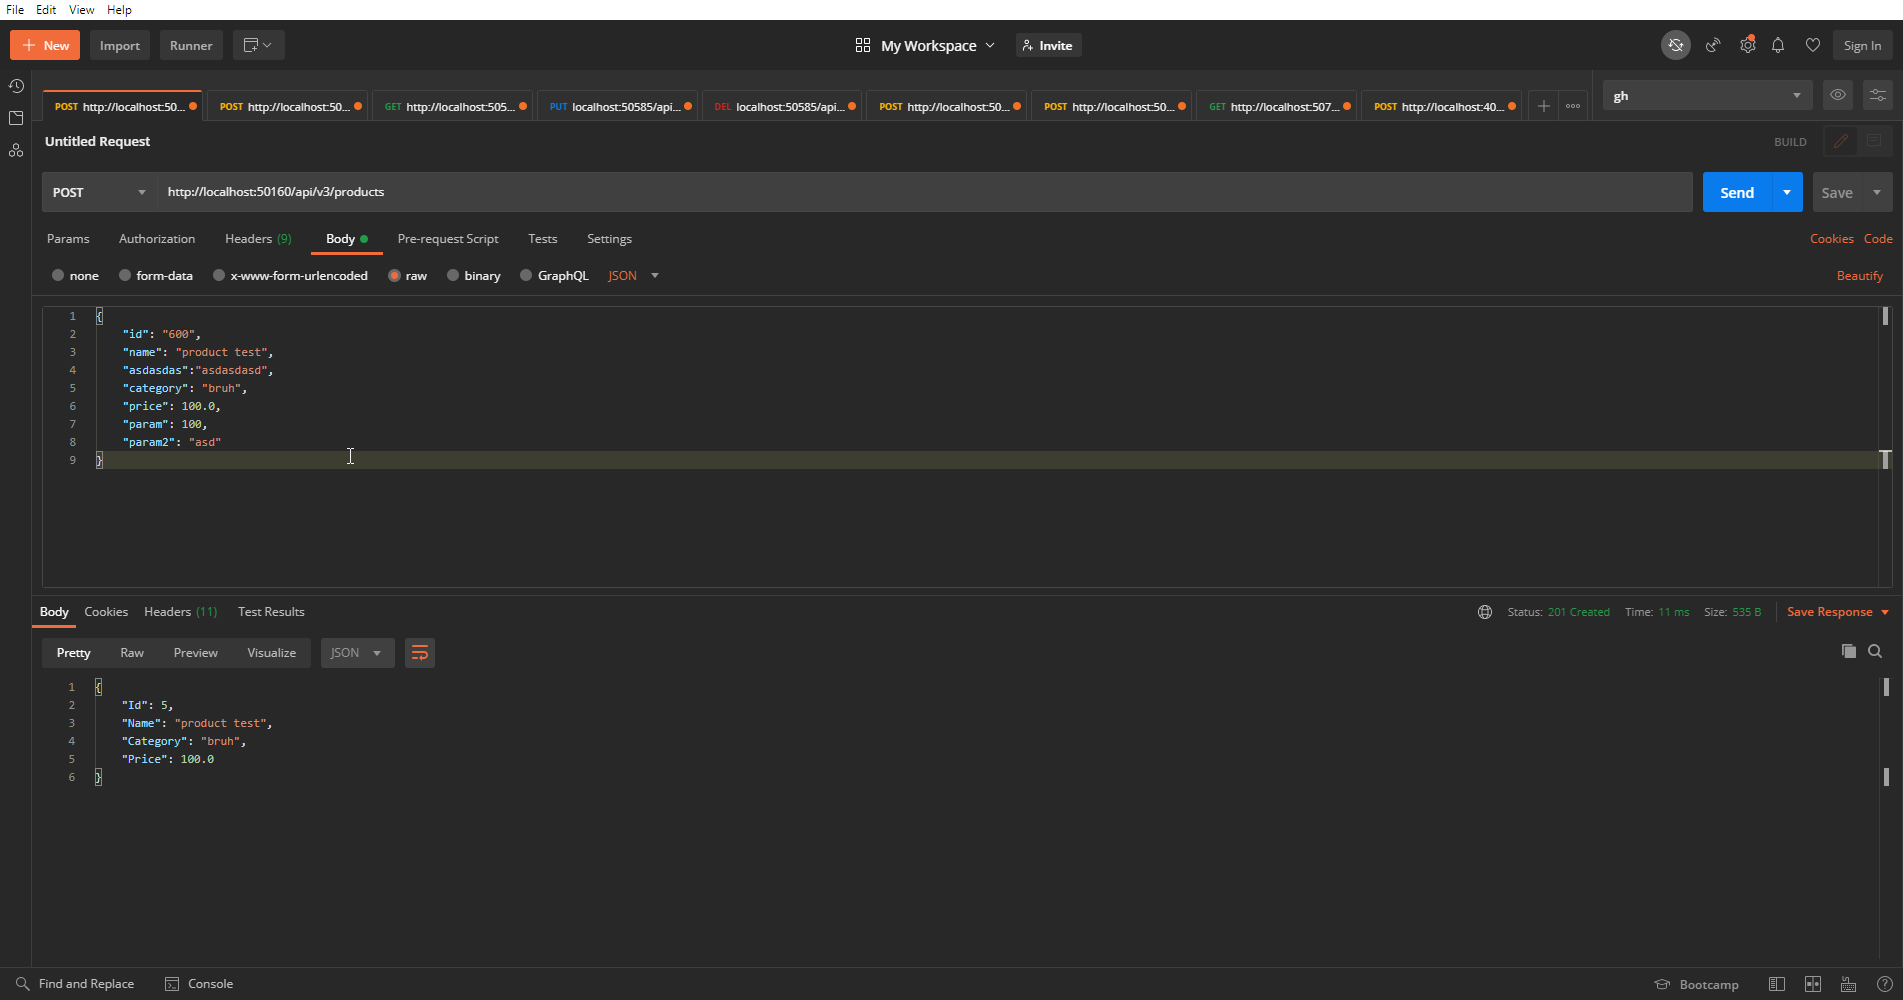 File Edit View Help
New Import Runner My Workspace Invite Sign In
POST http://localhost:50... POST http://localhost:50... GET http://localhost:505... PUT localhost:50585/api... DEL localhost:50585/api... POST http://localhost:50... POST http://localhost:50... GET http://localhost:507... POST http://localhost:40... gh
Untitled Request BUILD
POST http://localhost:50160/api/v3/products Send Save
Params Authorization Headers (9) Body Pre-request Script Tests Settings Cookies Code
none form-data x-www-form-urlencoded raw binary GraphQL JSON Beautify
1 {
2 "id": "600",
3 "name": "product test",
4 "asdasdas":"asdasdasd",
5 "category": "bruh",
6 "price": 100.0,
7 "param": 100,
8 "param2": "asd"
9 }
Body Cookies Headers (11) Test Results Status: 201 Created Time: 11 ms Size: 535 B Save Response
Pretty Raw Preview Visualize JSON
1 {
2 "Id": 5,
3 "Name": "product test",
4 "Category": "bruh",
5 "Price": 100.0
6 }
Find and Replace Console Bootcamp